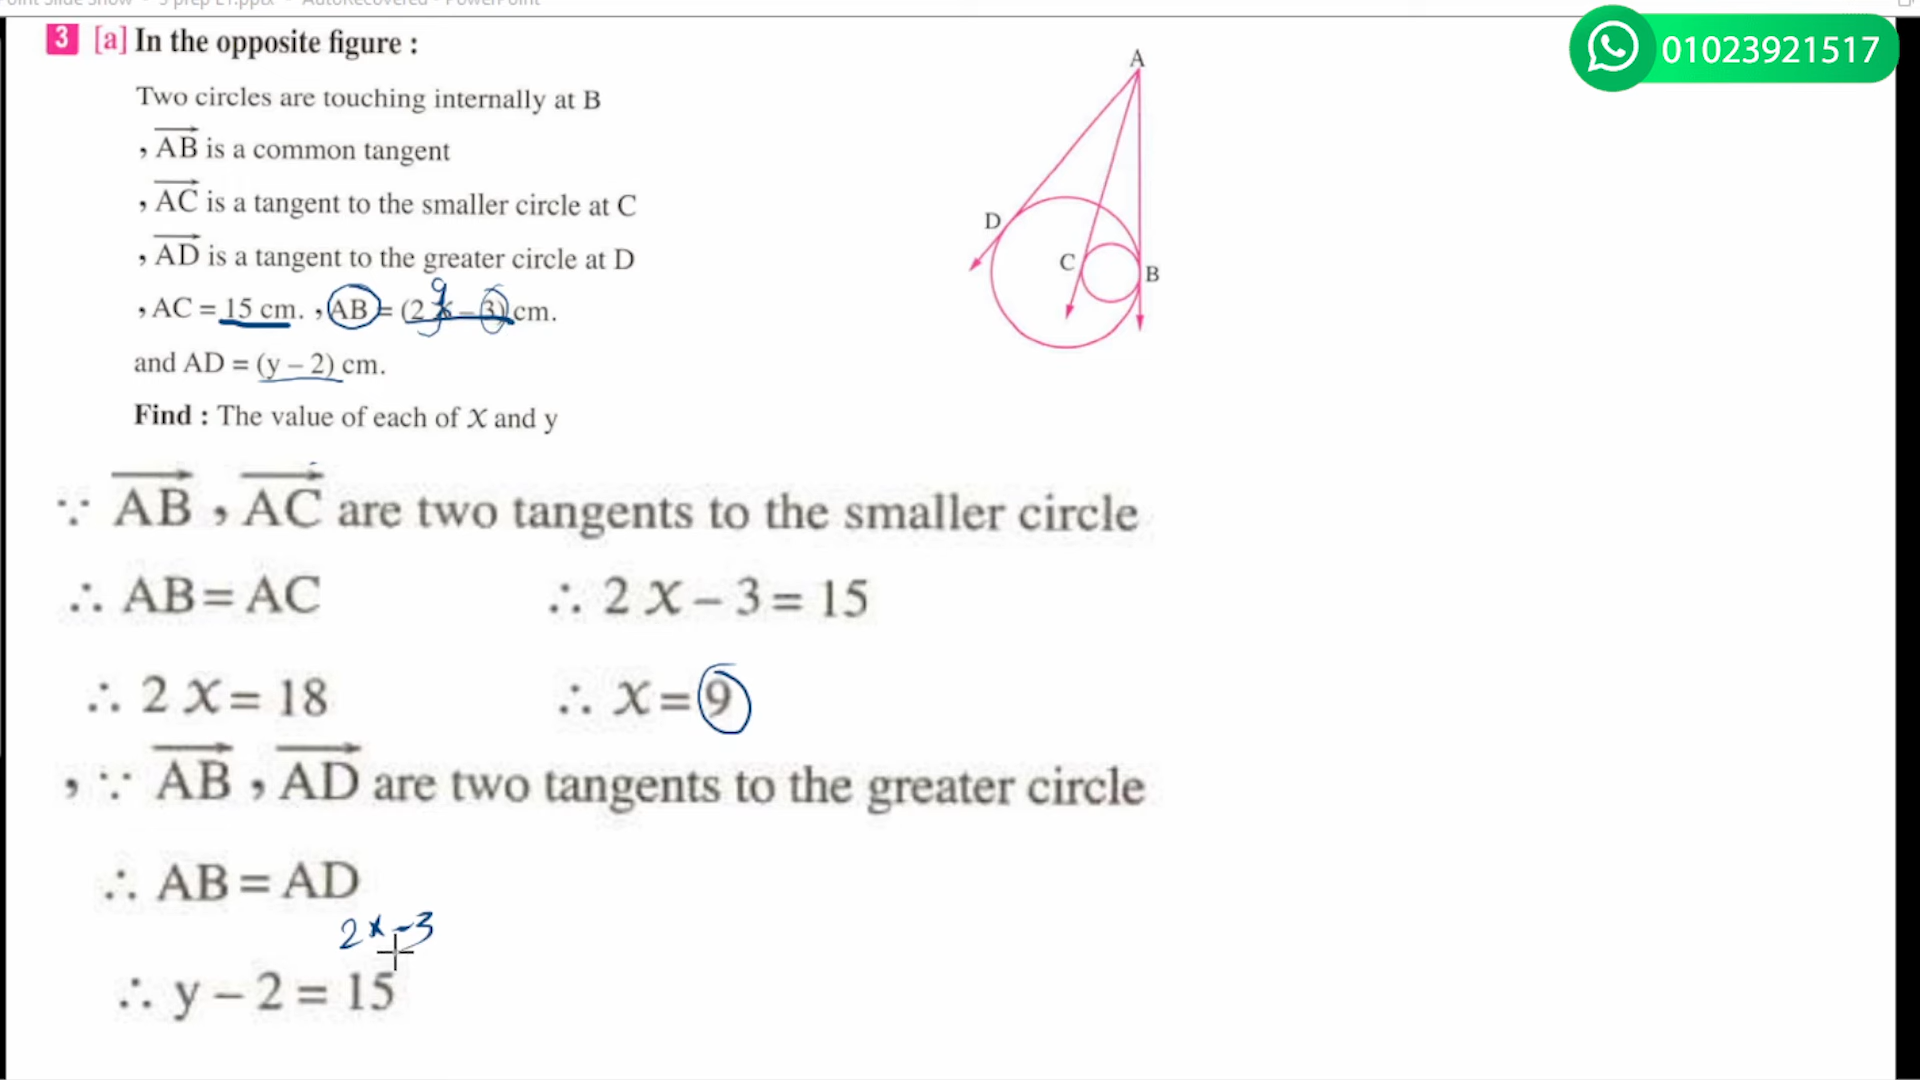 3 [a] In the opposite figure :
01023921517
Two circles are touching internally at B
, AB is a common tangent
, AC is a tangent to the smaller circle at C
, AD is a tangent to the greater circle at D
9
, AC = 15 cm. , AB = (2 X – 3) cm.
and AD = (y – 2) cm.
Find : The value of each of X and y
A
D
C
B
∵ AB , AC are two tangents to the smaller circle
∴ AB = AC ∴ 2 X – 3 = 15
∴ 2 X = 18 ∴ X = 9
, ∵ AB , AD are two tangents to the greater circle
∴ AB = AD
2x-3
∴ y – 2 = 15